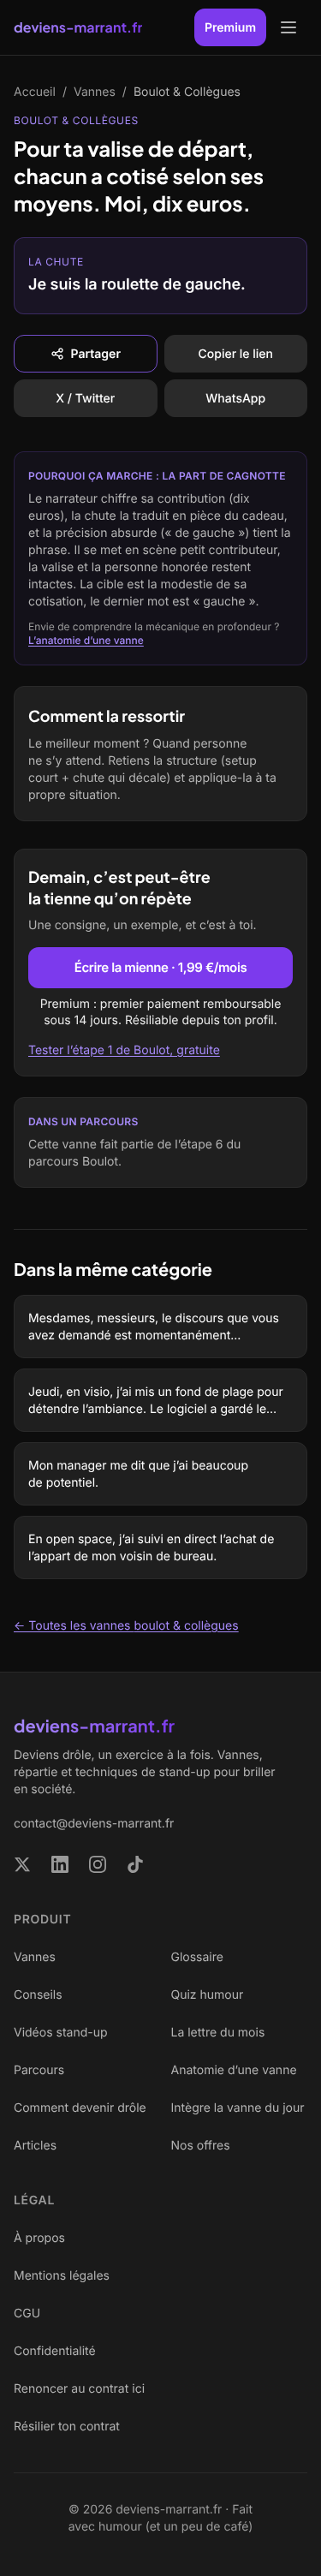 deviens-marrant.fr
Premium
Accueil / Vannes / Boulot & Collègues
BOULOT & COLLÈGUES
Pour ta valise de départ,
chacun a cotisé selon ses
moyens. Moi, dix euros.
LA CHUTE
Je suis la roulette de gauche.
Partager
Copier le lien
X / Twitter
WhatsApp
POURQUOI ÇA MARCHE : LA PART DE CAGNOTTE
Le narrateur chiffre sa contribution (dix
euros), la chute la traduit en pièce du cadeau,
et la précision absurde (« de gauche ») tient la
phrase. Il se met en scène petit contributeur,
la valise et la personne honorée restent
intactes. La cible est la modestie de sa
cotisation, le dernier mot est « gauche ».
Envie de comprendre la mécanique en profondeur ?
L’anatomie d’une vanne
Comment la ressortir
Le meilleur moment ? Quand personne
ne s’y attend. Retiens la structure (setup
court + chute qui décale) et applique-la à ta
propre situation.
Demain, c’est peut-être
la tienne qu’on répète
Une consigne, un exemple, et c’est à toi.
Écrire la mienne · 1,99 €/mois
Premium : premier paiement remboursable
sous 14 jours. Résiliable depuis ton profil.
Tester l’étape 1 de Boulot, gratuite
DANS UN PARCOURS
Cette vanne fait partie de l’étape 6 du
parcours Boulot.
Dans la même catégorie
Mesdames, messieurs, le discours que vous
avez demandé est momentanément…
Jeudi, en visio, j’ai mis un fond de plage pour
détendre l’ambiance. Le logiciel a gardé le…
Mon manager me dit que j’ai beaucoup
de potentiel.
En open space, j’ai suivi en direct l’achat de
l’appart de mon voisin de bureau.
← Toutes les vannes boulot & collègues
deviens-marrant.fr
Deviens drôle, un exercice à la fois. Vannes,
répartie et techniques de stand-up pour briller
en société.
contact@deviens-marrant.fr
PRODUIT
Vannes
Glossaire
Conseils
Quiz humour
Vidéos stand-up
La lettre du mois
Parcours
Anatomie d’une vanne
Comment devenir drôle
Intègre la vanne du jour
Articles
Nos offres
LÉGAL
À propos
Mentions légales
CGU
Confidentialité
Renoncer au contrat ici
Résilier ton contrat
© 2026 deviens-marrant.fr · Fait
avec humour (et un peu de café)